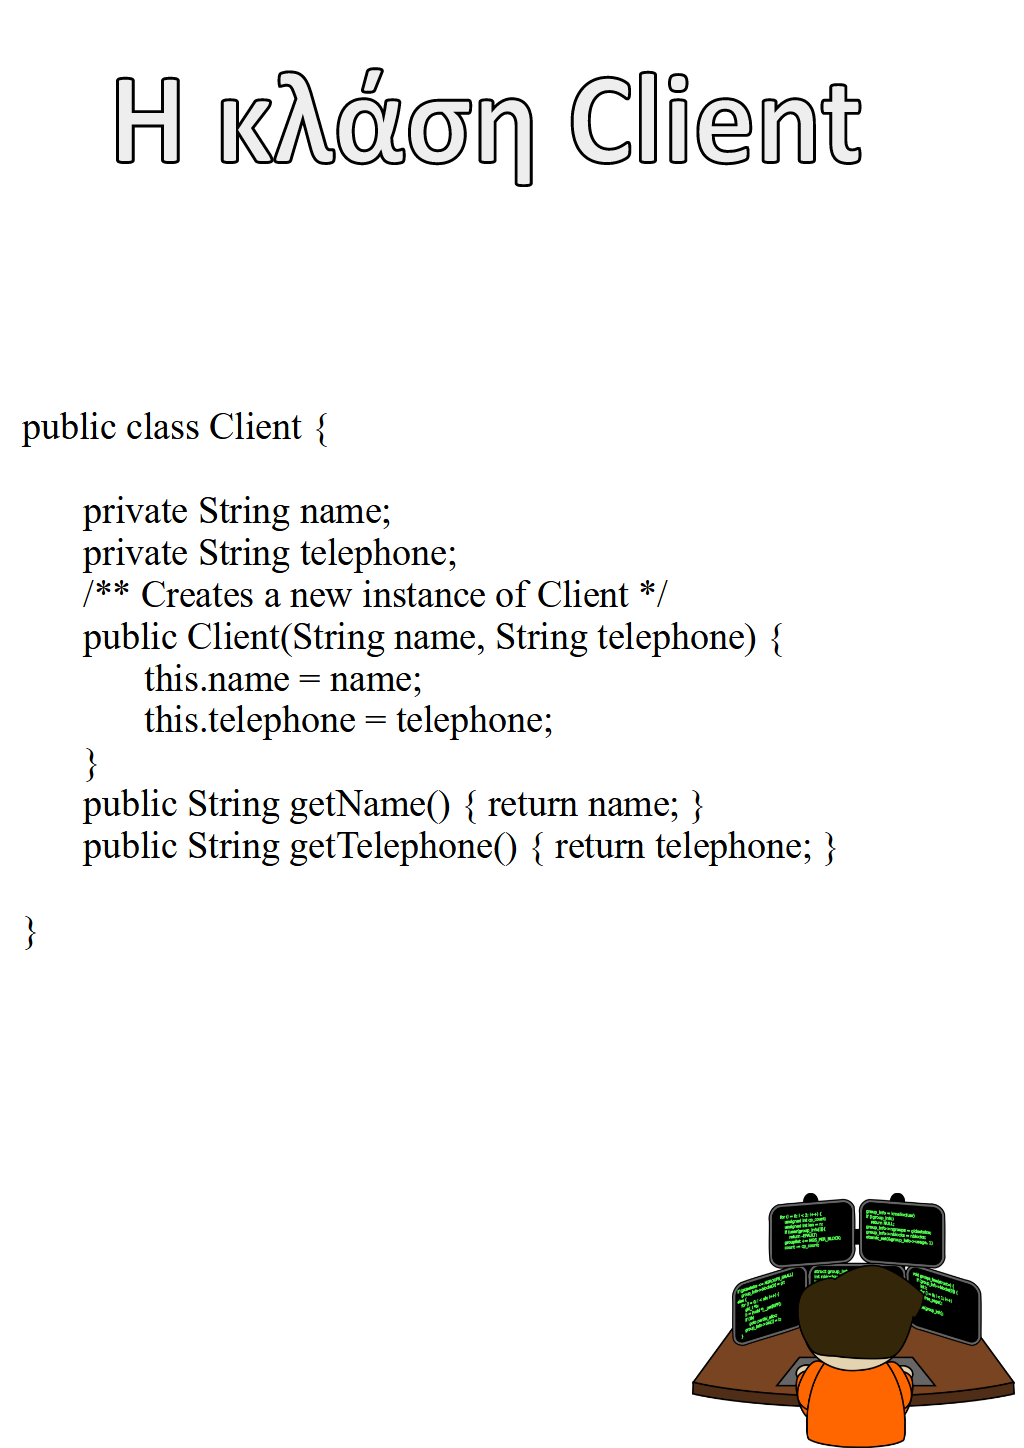 Η κλάση Client
public class Client {
private String name;
private String telephone;
/** Creates a new instance of Client */
public Client(String name, String telephone) {
this.name = name;
this.telephone = telephone;
}
public String getName() { return name; }
public String getTelephone() { return telephone; }
}